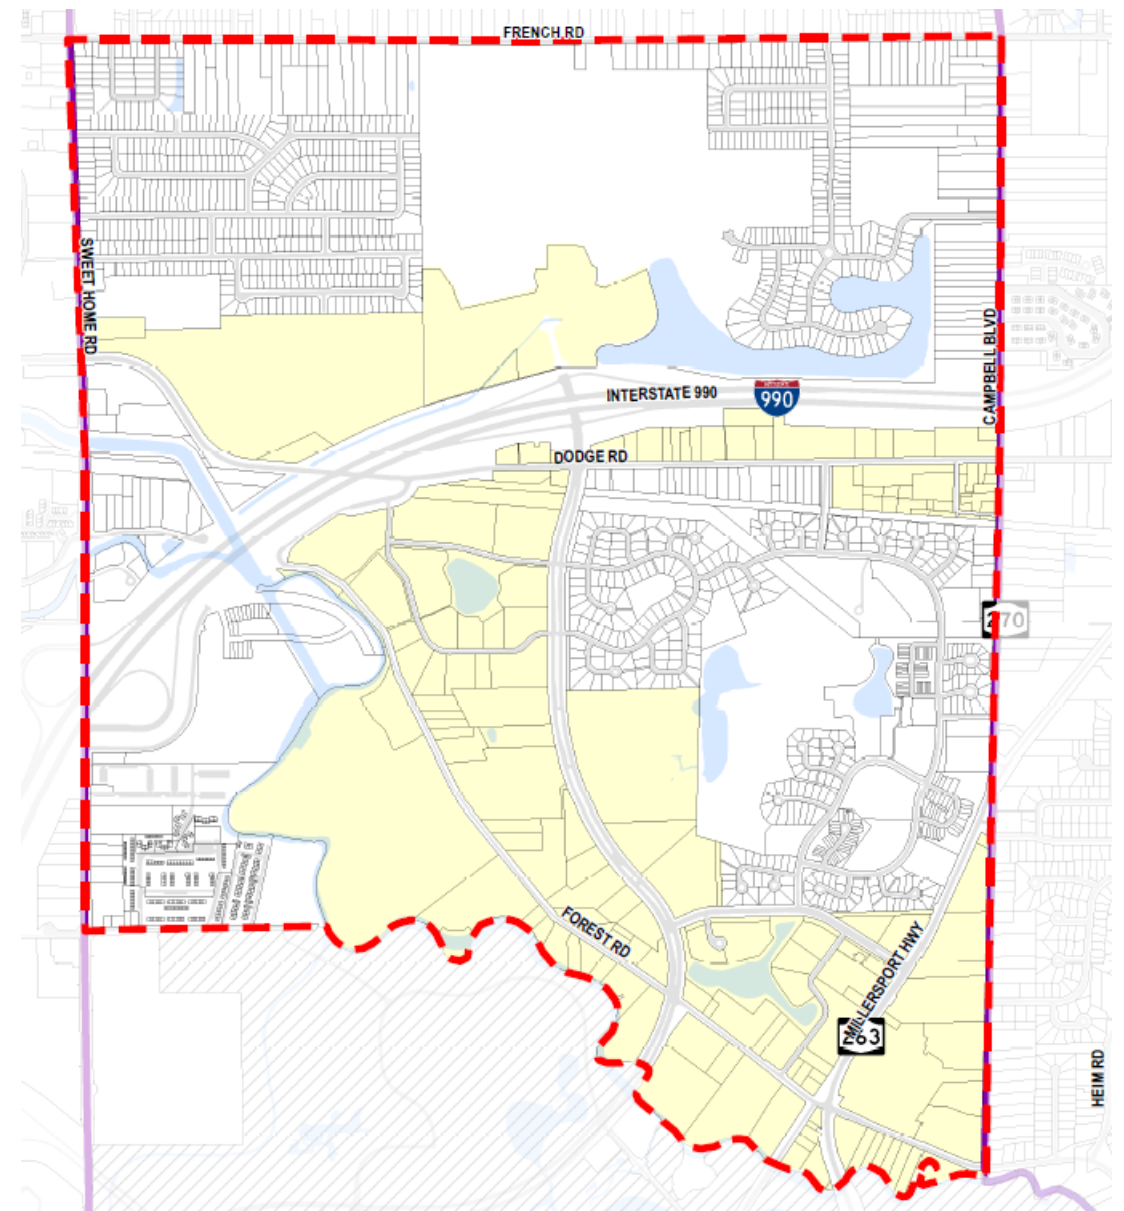 FRENCH RD
SWEET HOME RD
CAMPBELL BLVD
INTERSTATE 990
990
DODGE RD
270
FOREST RD
MILLERSPORT HWY
263
HEIM RD